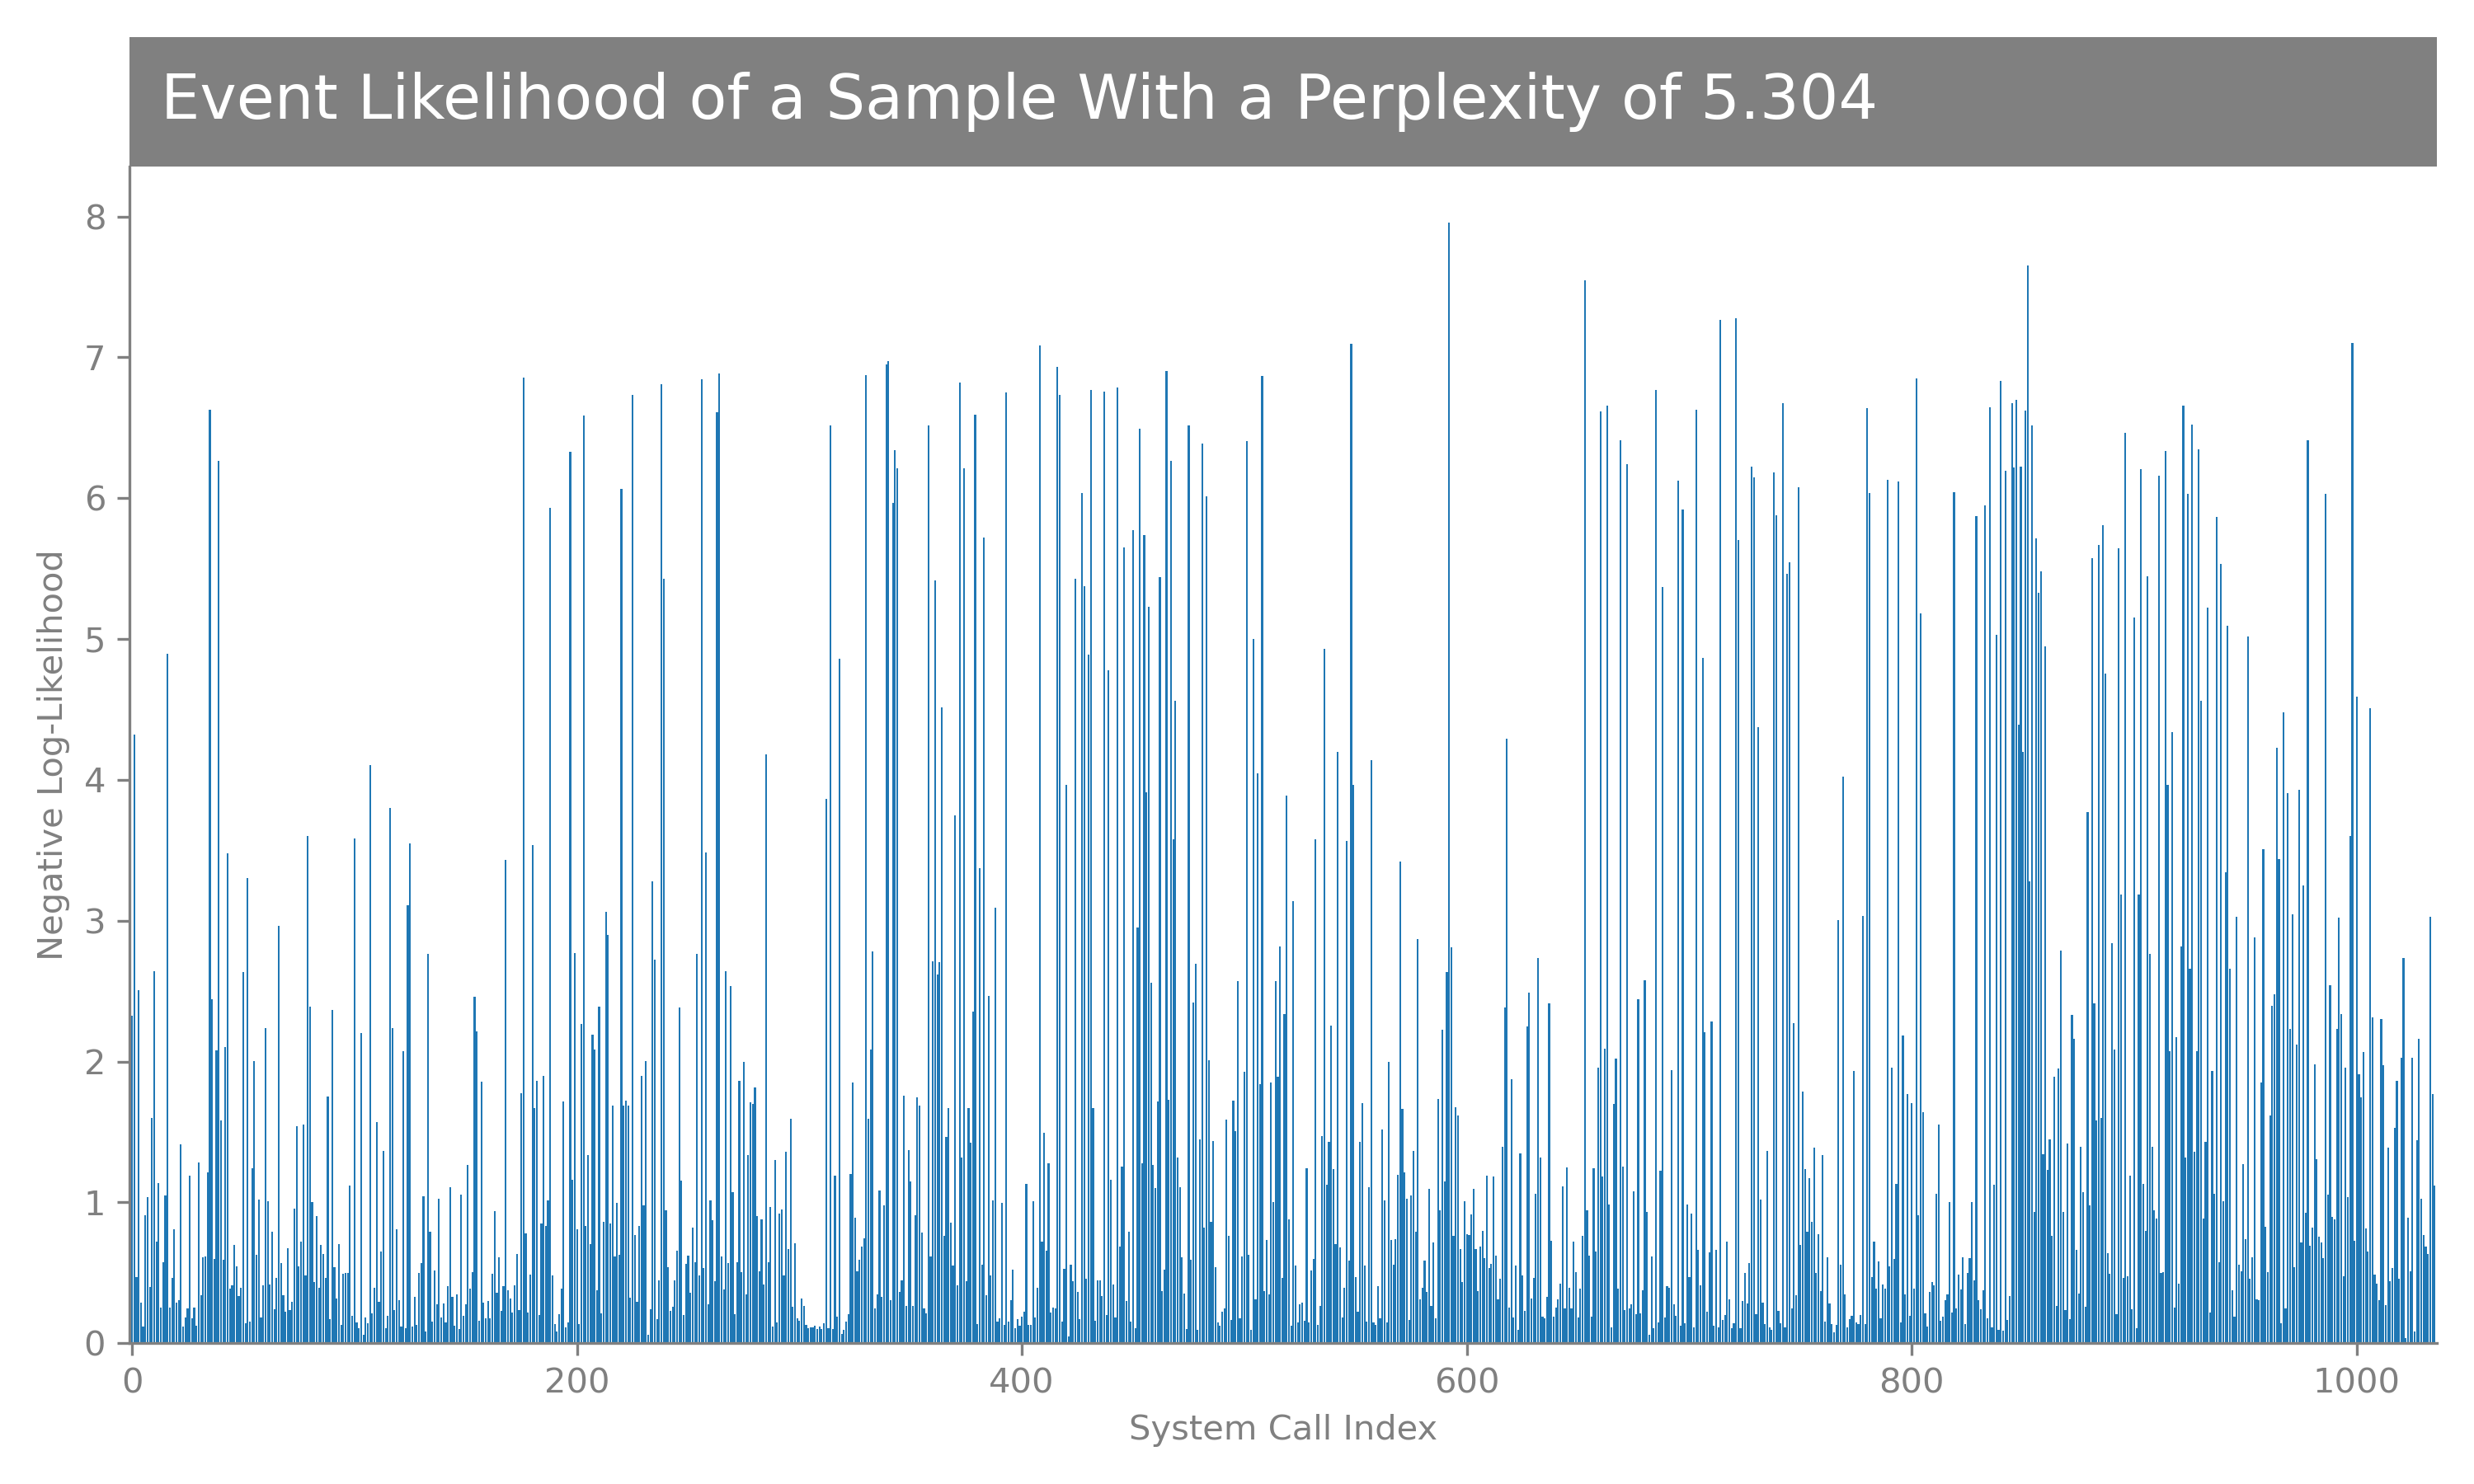 Event Likelihood of a Sample With a Perplexity of 5.304
8
7
6
5
4
3
2
1
0
Negative Log-Likelihood
0 200 400 600 800 1000
System Call Index